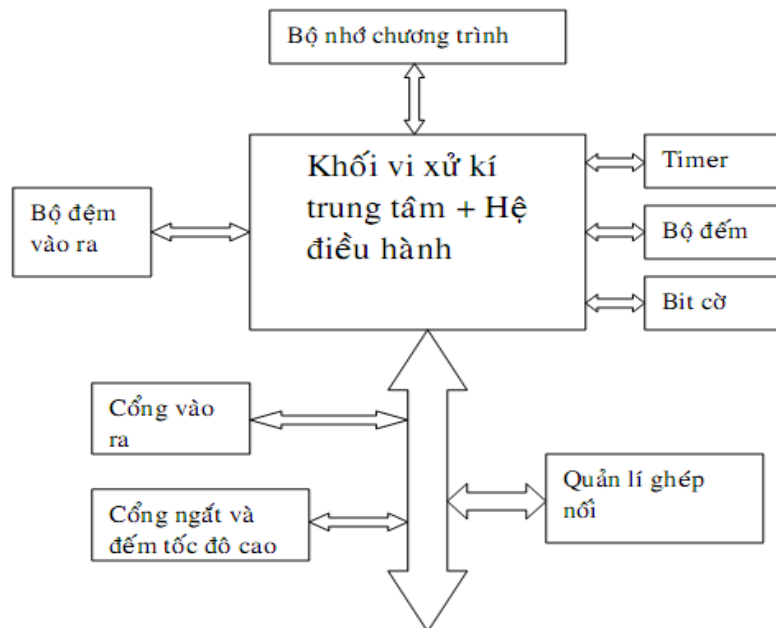 Bộ nhớ chương trình
Khối vi xử kí
trung tâm + Hệ
điều hành
Timer
Bộ đệm
vào ra
Bộ đếm
Bit cờ
Cổng vào
ra
Quản lí ghép
nối
Cổng ngắt và
đếm tốc đô cao